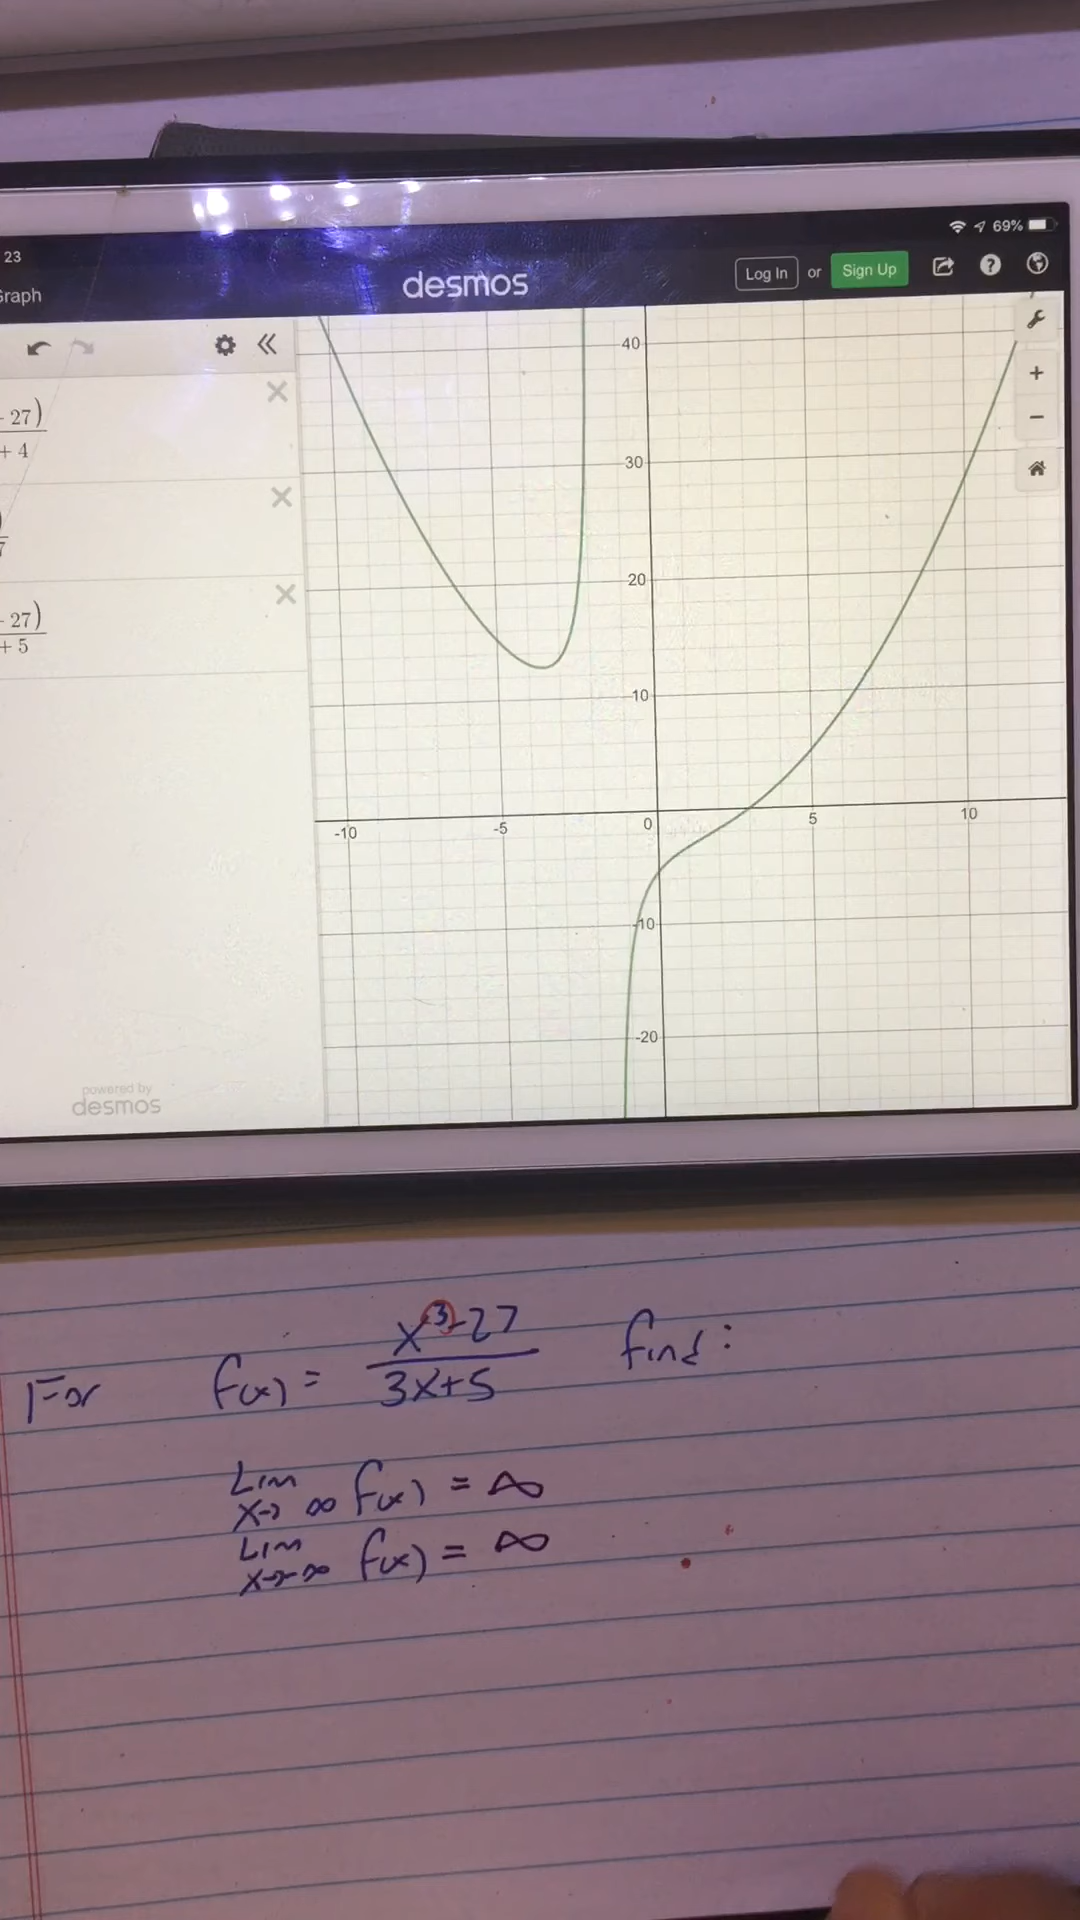 23
69%
Graph
desmos
Log In or Sign Up
- 27)
+ 4
7
- 27)
+ 5
40
30
20
10
-10 -5 0 5 10
-10
-20
powered by
desmos
For f(x) = x³-27 / 3x+5 find:
Lim x→∞ f(x) = ∞
Lim x→-∞ f(x) = ∞